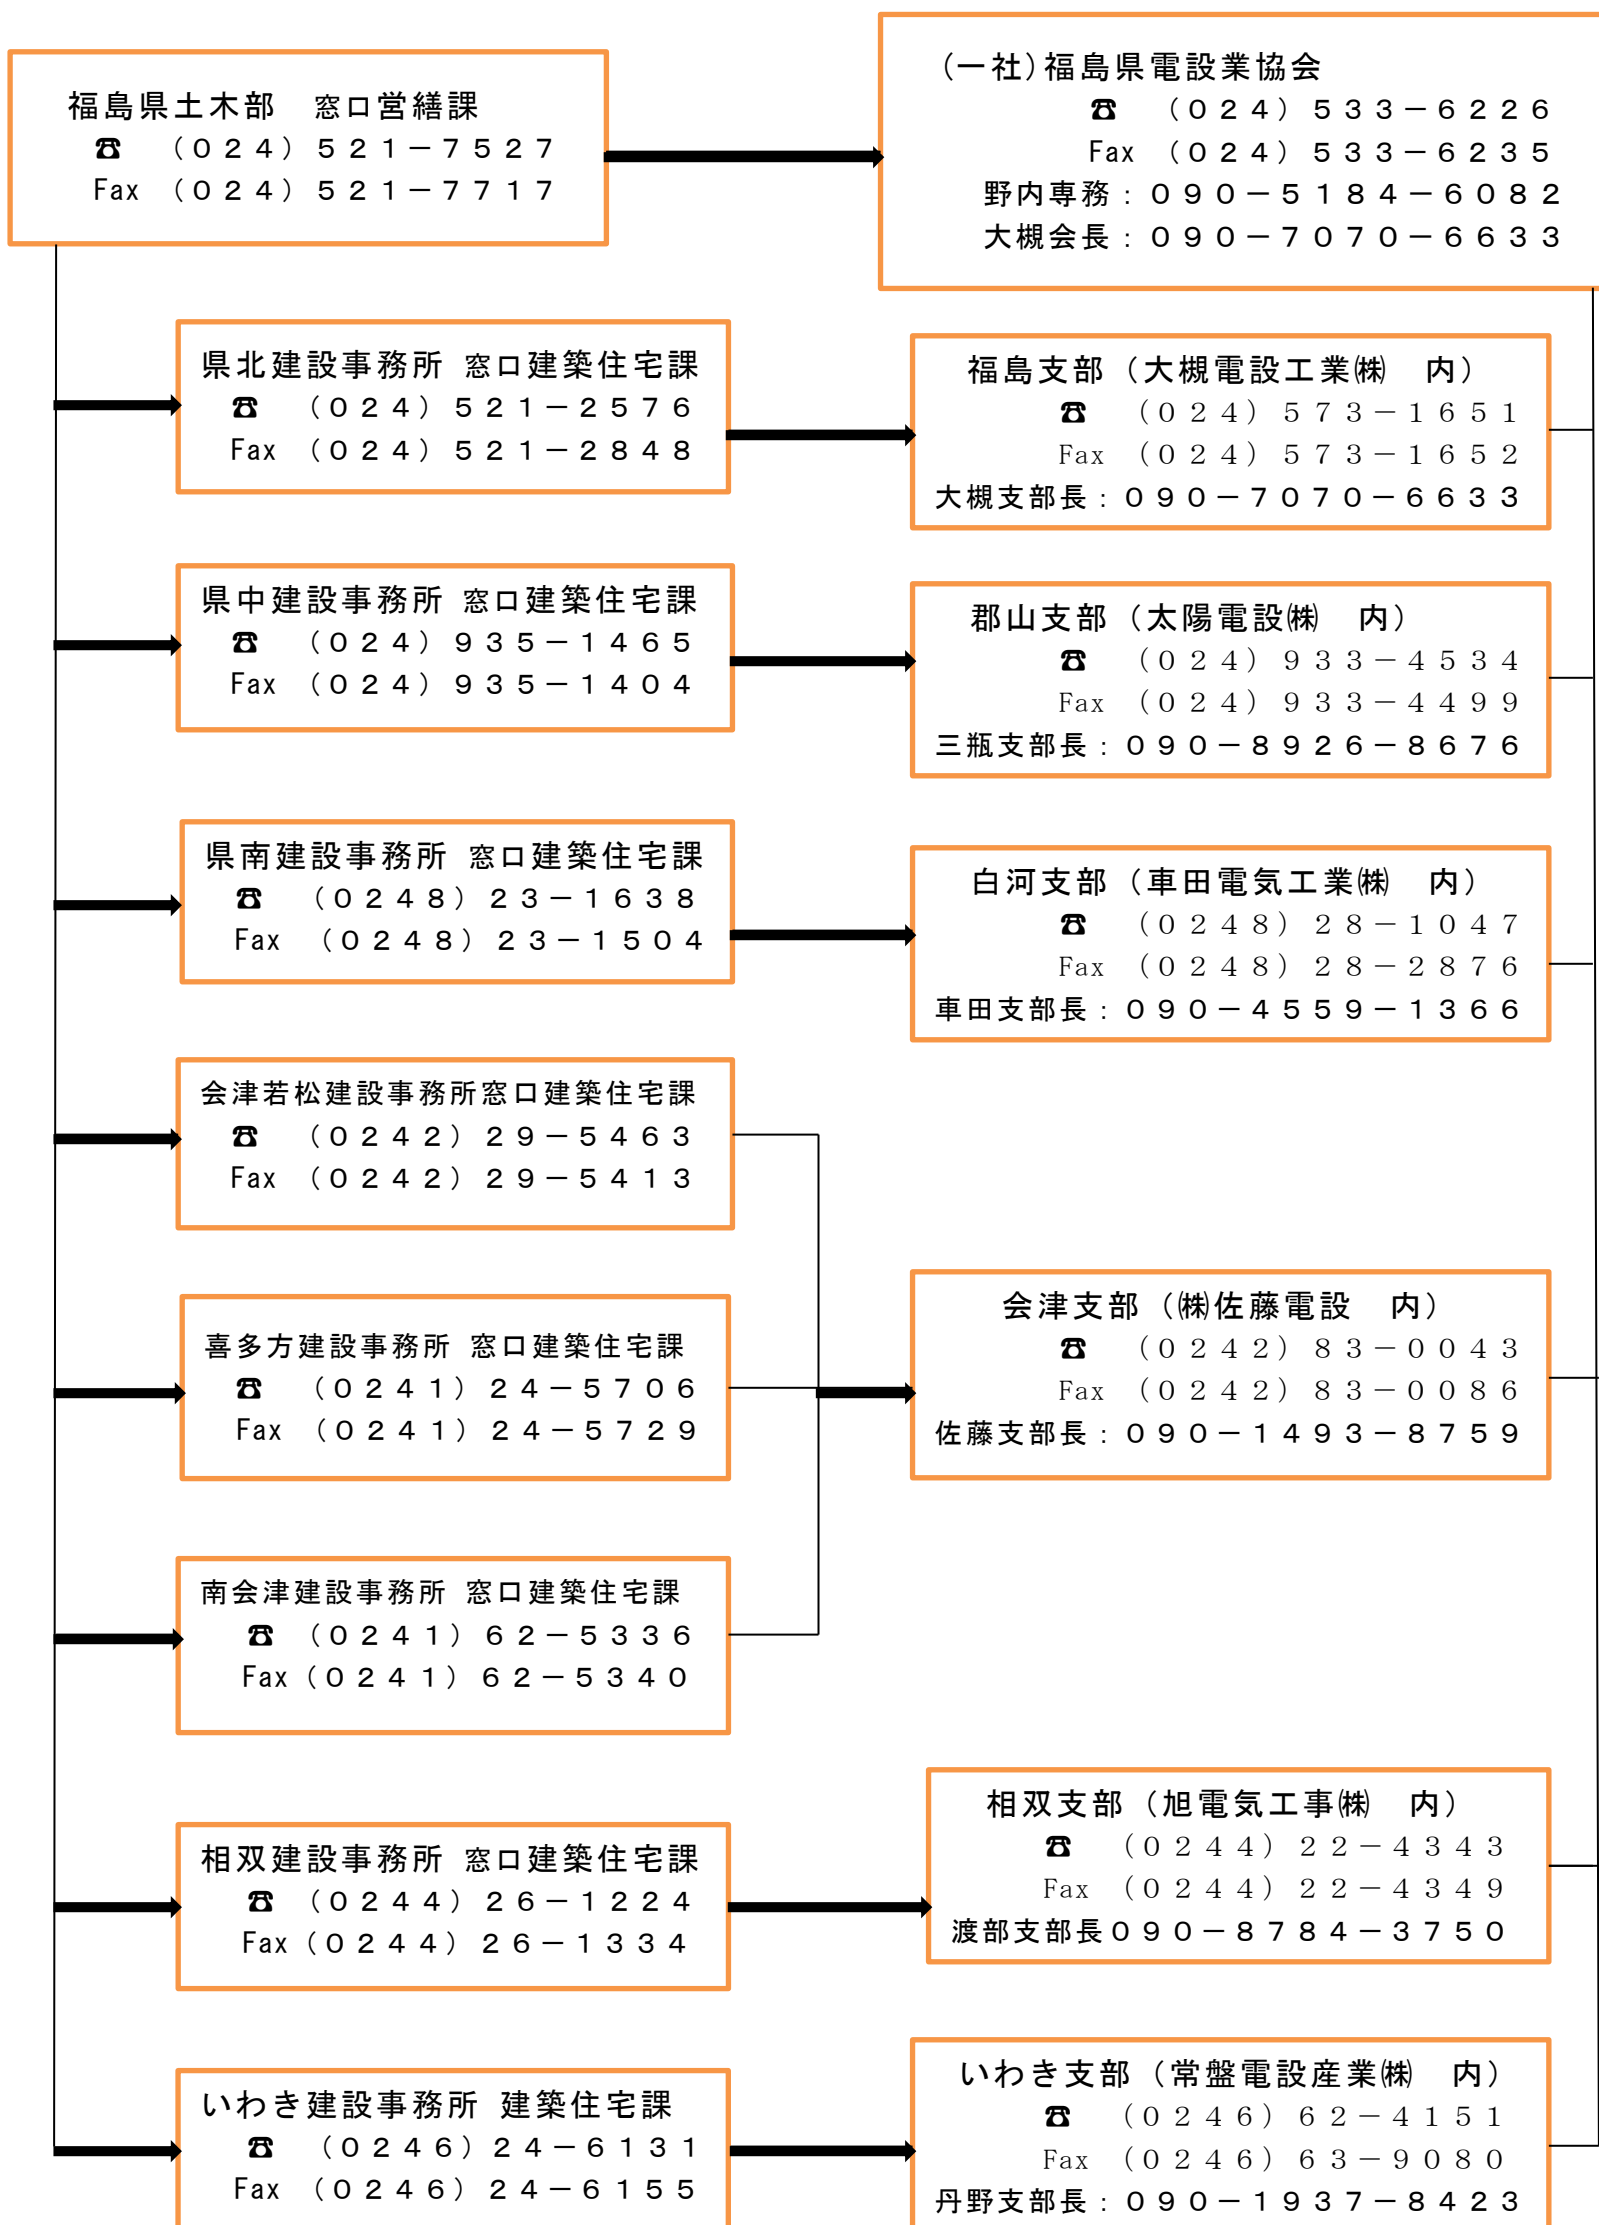 福島県土木部　窓口営繕課
☎　（０２４）５２１－７５２７
Fax （０２４）５２１－７７１７
（一社）福島県電設業協会
☎　（０２４）５３３－６２２６
Fax （０２４）５３３－６２３５
野内専務：０９０－５１８４－６０８２
大槻会長：０９０－７０７０－６６３３
県北建設事務所 窓口建築住宅課
☎　（０２４）５２１－２５７６
Fax （０２４）５２１－２８４８
福島支部（大槻電設工業㈱　内）
☎　（０２４）５７３－１６５１
Fax （０２４）５７３－１６５２
大槻支部長：０９０－７０７０－６６３３
県中建設事務所 窓口建築住宅課
☎　（０２４）９３５－１４６５
Fax （０２４）９３５－１４０４
郡山支部（太陽電設㈱　内）
☎　（０２４）９３３－４５３４
Fax （０２４）９３３－４４９９
三瓶支部長：０９０－８９２６－８６７６
県南建設事務所 窓口建築住宅課
☎　（０２４８）２３－１６３８
Fax （０２４８）２３－１５０４
白河支部（車田電気工業㈱　内）
☎　（０２４８）２８－１０４７
Fax （０２４８）２８－２８７６
車田支部長：０９０－４５５９－１３６６
会津若松建設事務所窓口建築住宅課
☎　（０２４２）２９－５４６３
Fax （０２４２）２９－５４１３
喜多方建設事務所 窓口建築住宅課
☎　（０２４１）２４－５７０６
Fax （０２４１）２４－５７２９
会津支部（㈱佐藤電設　内）
☎　（０２４２）８３－００４３
Fax （０２４２）８３－００８６
佐藤支部長：０９０－１４９３－８７５９
南会津建設事務所 窓口建築住宅課
☎　（０２４１）６２－５３３６
Fax（０２４１）６２－５３４０
相双建設事務所 窓口建築住宅課
☎　（０２４４）２６－１２２４
Fax（０２４４）２６－１３３４
相双支部（旭電気工事㈱　内）
☎　（０２４４）２２－４３４３
Fax （０２４４）２２－４３４９
渡部支部長０９０－８７８４－３７５０
いわき建設事務所 建築住宅課
☎　（０２４６）２４－６１３１
Fax （０２４６）２４－６１５５
いわき支部（常盤電設産業㈱　内）
☎　（０２４６）６２－４１５１
Fax （０２４６）６３－９０８０
丹野支部長：０９０－１９３７－８４２３